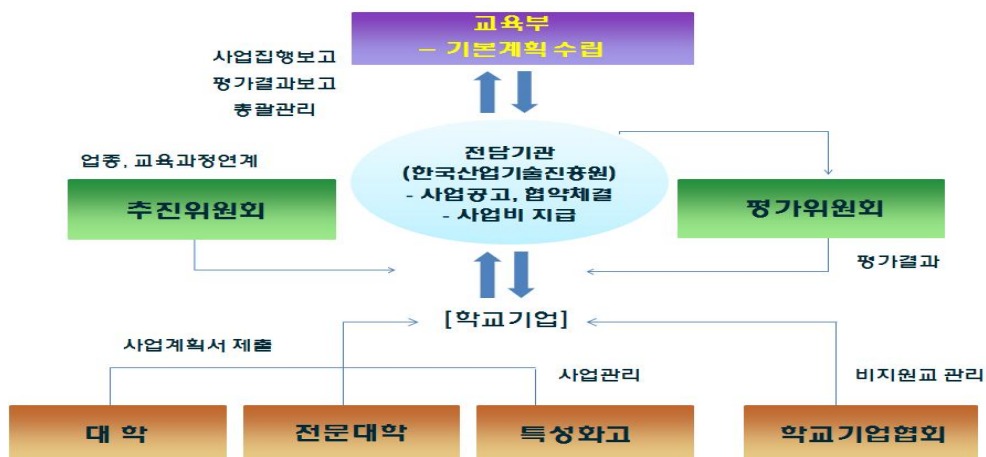 교육부
– 기본계획 수립
사업집행보고
평가결과보고
총괄관리
전담기관
(한국산업기술진흥원)
- 사업공고, 협약체결
- 사업비 지급
업종, 교육과정연계
추진위원회
평가위원회
평가결과
[학교기업]
사업계획서 제출
사업관리
비지원교 관리
대 학
전문대학
특성화고
학교기업협회